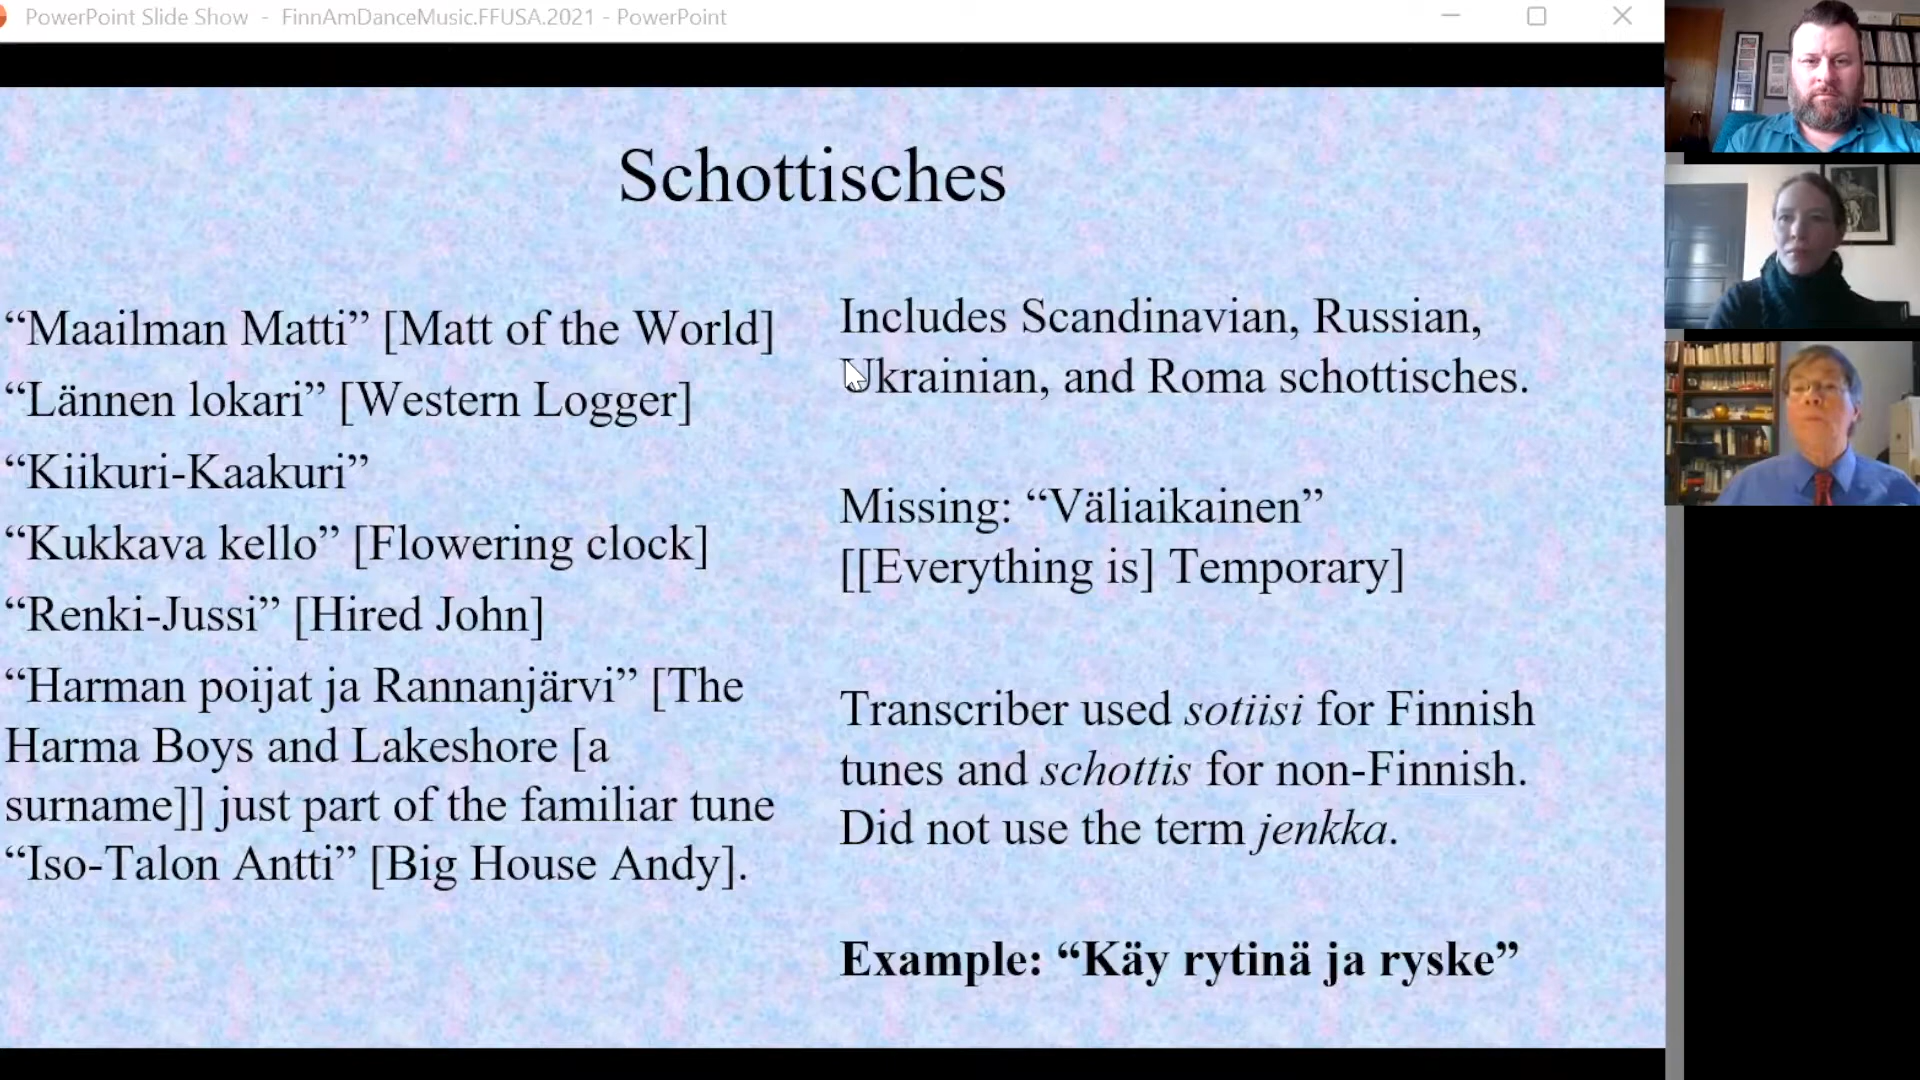 PowerPoint Slide Show - FinnAmDanceMusic.FFUSA.2021 - PowerPoint
Schottisches
“Maailman Matti” [Matt of the World]
“Lännen lokari” [Western Logger]
“Kiikuri-Kaakuri”
“Kukkava kello” [Flowering clock]
“Renki-Jussi” [Hired John]
“Harman poijat ja Rannanjärvi” [The
Harma Boys and Lakeshore [a
surname]] just part of the familiar tune
“Iso-Talon Antti” [Big House Andy].
Includes Scandinavian, Russian,
Ukrainian, and Roma schottisches.
Missing: “Väliaikainen”
[[Everything is] Temporary]
Transcriber used sotiisi for Finnish
tunes and schottis for non-Finnish.
Did not use the term jenkka.
Example: “Käy rytinä ja ryske”